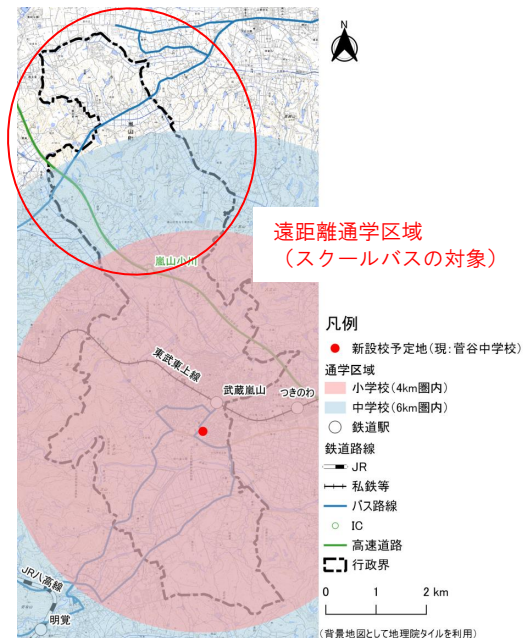 N
嵐山町
遠距離通学区域
（スクールバスの対象）
嵐山小川
東武東上線
武蔵嵐山
つきのわ
JR八高線
明覚
凡例
新設校予定地(現：菅谷中学校)
通学区域
小学校(4km圏内)
中学校(6km圏内)
鉄道駅
鉄道路線
JR
私鉄等
バス路線
IC
高速道路
行政界
0 1 2 km
(背景地図として地理院タイルを利用)